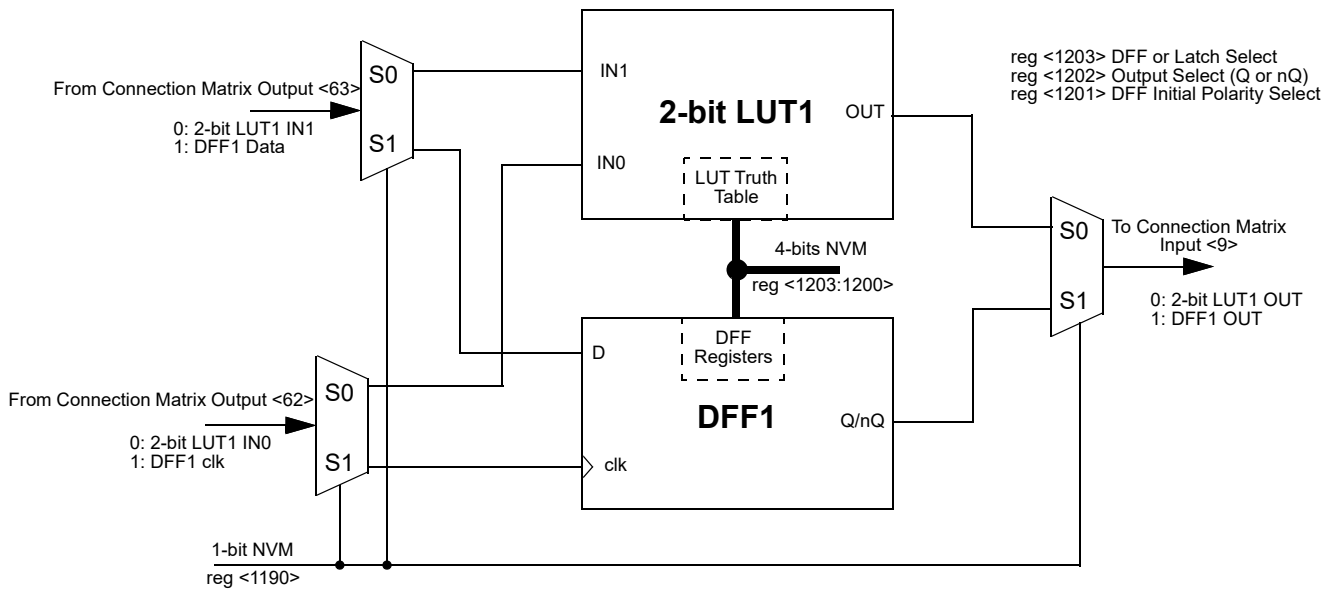 From Connection Matrix Output <63>
0: 2-bit LUT1 IN1
1: DFF1 Data
S0
S1
IN1
IN0
2-bit LUT1
OUT
LUT Truth
Table
reg <1203> DFF or Latch Select
reg <1202> Output Select (Q or nQ)
reg <1201> DFF Initial Polarity Select
4-bits NVM
reg <1203:1200>
S0
S1
To Connection Matrix
Input <9>
0: 2-bit LUT1 OUT
1: DFF1 OUT
From Connection Matrix Output <62>
0: 2-bit LUT1 IN0
1: DFF1 clk
S0
S1
D
clk
DFF
Registers
DFF1
Q/nQ
1-bit NVM
reg <1190>